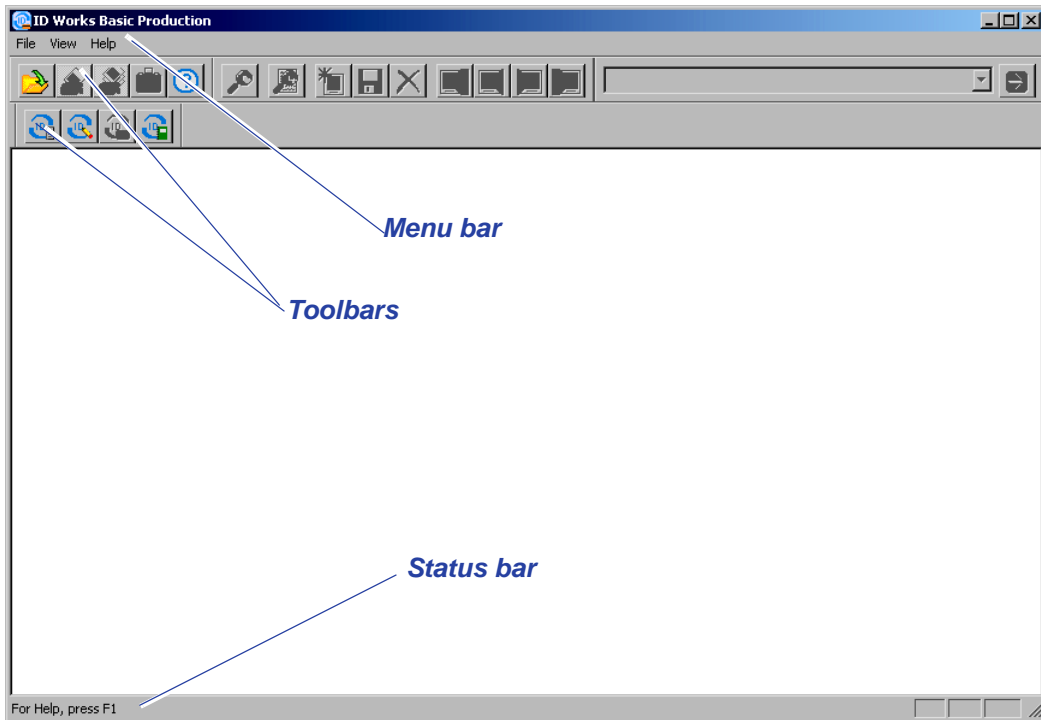 ID Works Basic Production
File View Help
Menu bar
Toolbars
Status bar
For Help, press F1